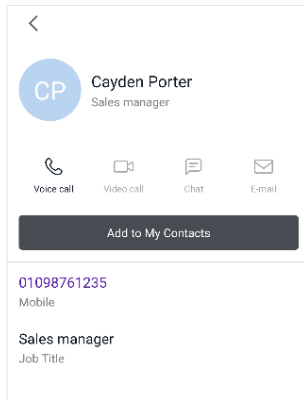 CP
Cayden Porter
Sales manager
Voice call
Video call
Chat
E-mail
Add to My Contacts
01098761235
Mobile
Sales manager
Job Title